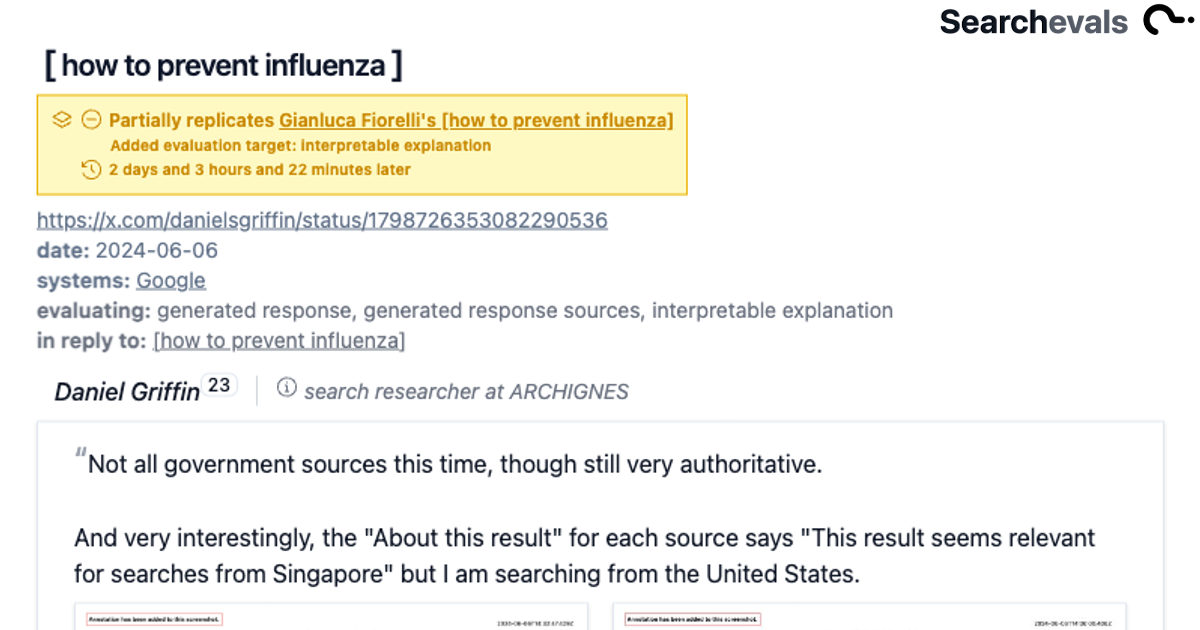 Searchevals
[ how to prevent influenza ]
Partially replicates Gianluca Fiorelli's [how to prevent influenza]
Added evaluation target: interpretable explanation
2 days and 3 hours and 22 minutes later
https://x.com/danielsgriffin/status/1798726353082290536
date: 2024-06-06
systems: Google
evaluating: generated response, generated response sources, interpretable explanation
in reply to: [how to prevent influenza]
Daniel Griffin 23 search researcher at ARCHIGNES
“Not all government sources this time, though still very authoritative.
And very interestingly, the "About this result" for each source says "This result seems relevant
for searches from Singapore" but I am searching from the United States.
Annotation has been added to this screenshot.
Annotation has been added to this screenshot.